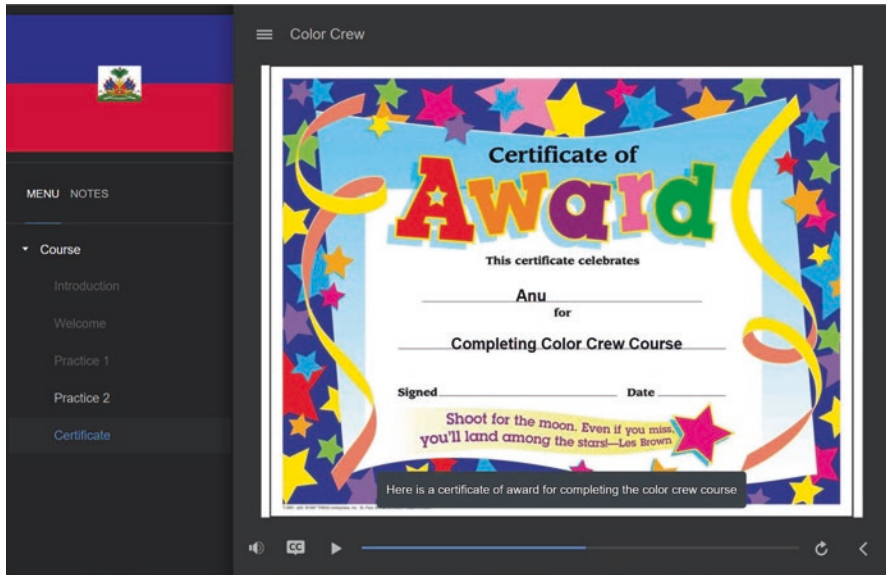 Color Crew
MENU NOTES
Course
Introduction
Welcome
Practice 1
Practice 2
Certificate
Certificate of
Award
This certificate celebrates
Anu
for
Completing Color Crew Course
Signed
Date
Shoot for the moon. Even if you miss,
you'll land among the stars!—Les Brown
Here is a certificate of award for completing the color crew course
CC